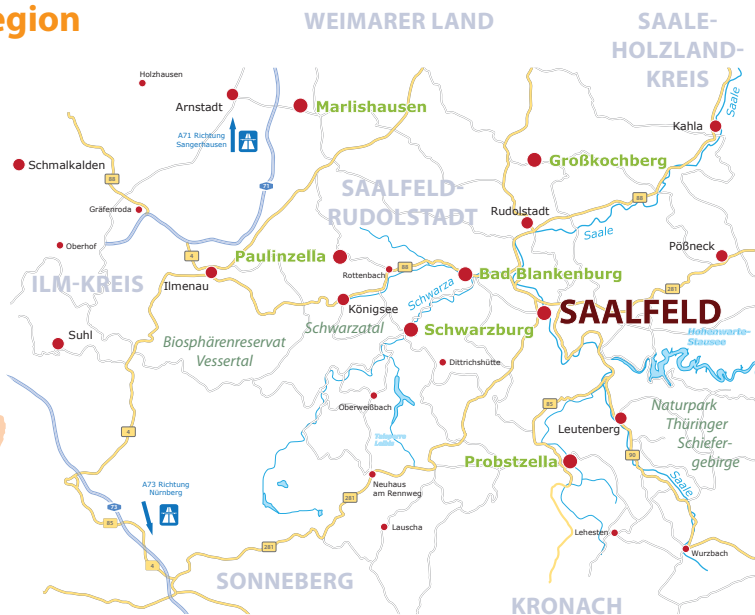 egion
WEIMARER LAND
SAALE-
HOLZLAND-
KREIS
Holzhausen
Arnstadt
Marlishausen
Saale
Kahla
A71 Richtung
Sangerhausen
Schmalkalden
88
71
Großkochberg
SAALFELD-
RUDOLSTADT
88
Gräfenroda
Rudolstadt
Saale
Oberhof
4
Pößneck
Paulinzella
Rottenbach
88
Bad Blankenburg
ILM-KREIS
Ilmenau
Schwarza
281
Königsee
SAALFELD
Schwarzatal
Schwarzburg
Suhl
Hohenwarte-
Stausee
Biosphärenreservat
Vessertal
Dittrichshütte
Oberweißbach
85
Naturpark
Thüringer
Schiefer-
gebirge
Leutenberg
4
90
Probstzella
Saale
Neuhaus
am Rennweg
A73 Richtung
Nürnberg
281
73
85
Lauscha
Lehesten
281
Wurzbach
4
SONNEBERG
KRONACH